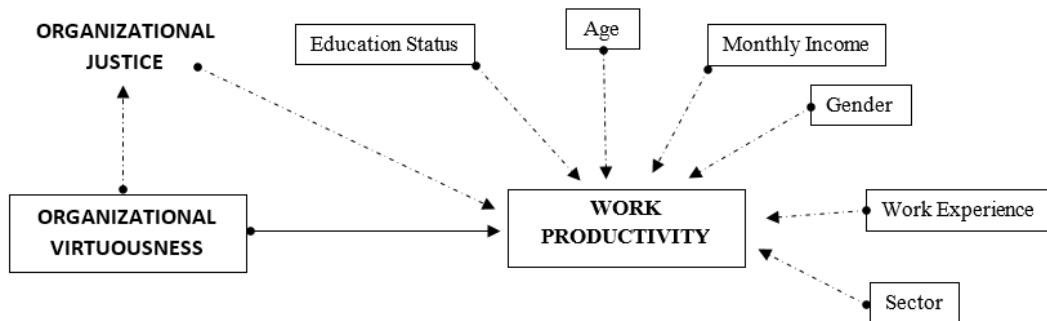 ORGANIZATIONAL
JUSTICE
Education Status
Age
Monthly Income
Gender
ORGANIZATIONAL
VIRTUOUSNESS
WORK
PRODUCTIVITY
Work Experience
Sector